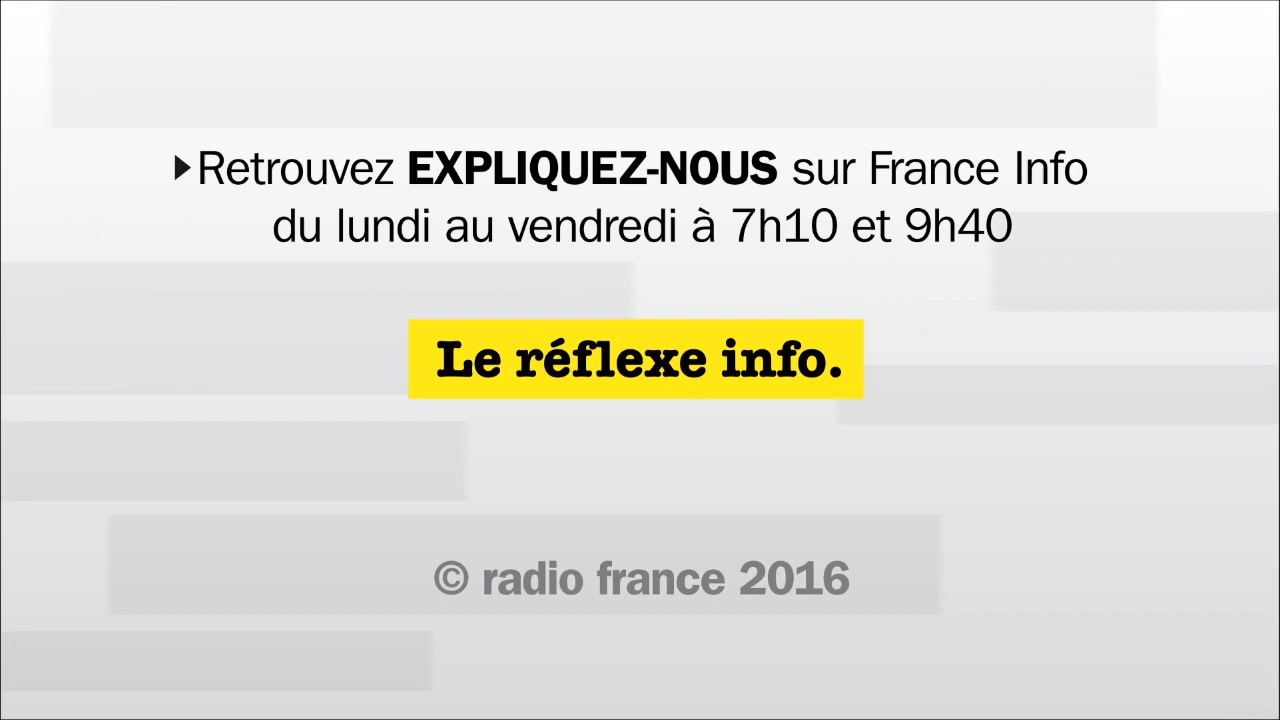 Retrouvez EXPLIQUEZ-NOUS sur France Info
du lundi au vendredi à 7h10 et 9h40
Le réflexe info.
© radio france 2016